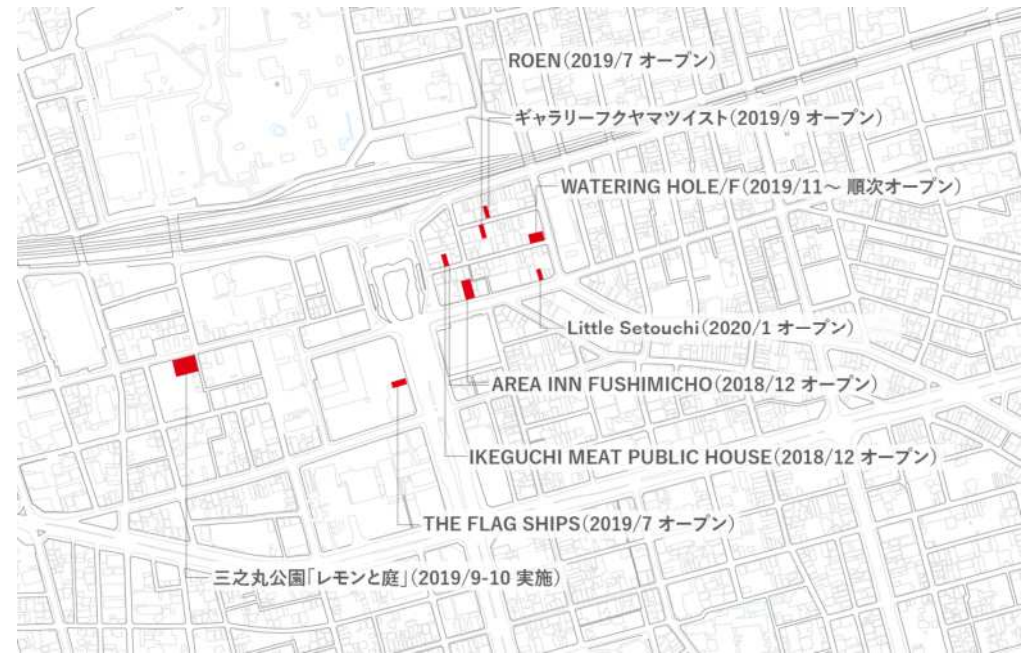 ROEN(2019/7 オープン)
ギャラリーフクヤマツイスト(2019/9 オープン)
WATERING HOLE/F(2019/11〜 順次オープン)
Little Setouchi(2020/1 オープン)
AREA INN FUSHIMICHO(2018/12 オープン)
IKEGUCHI MEAT PUBLIC HOUSE(2018/12 オープン)
THE FLAG SHIPS(2019/7 オープン)
三之丸公園「レモンと庭」(2019/9-10 実施)